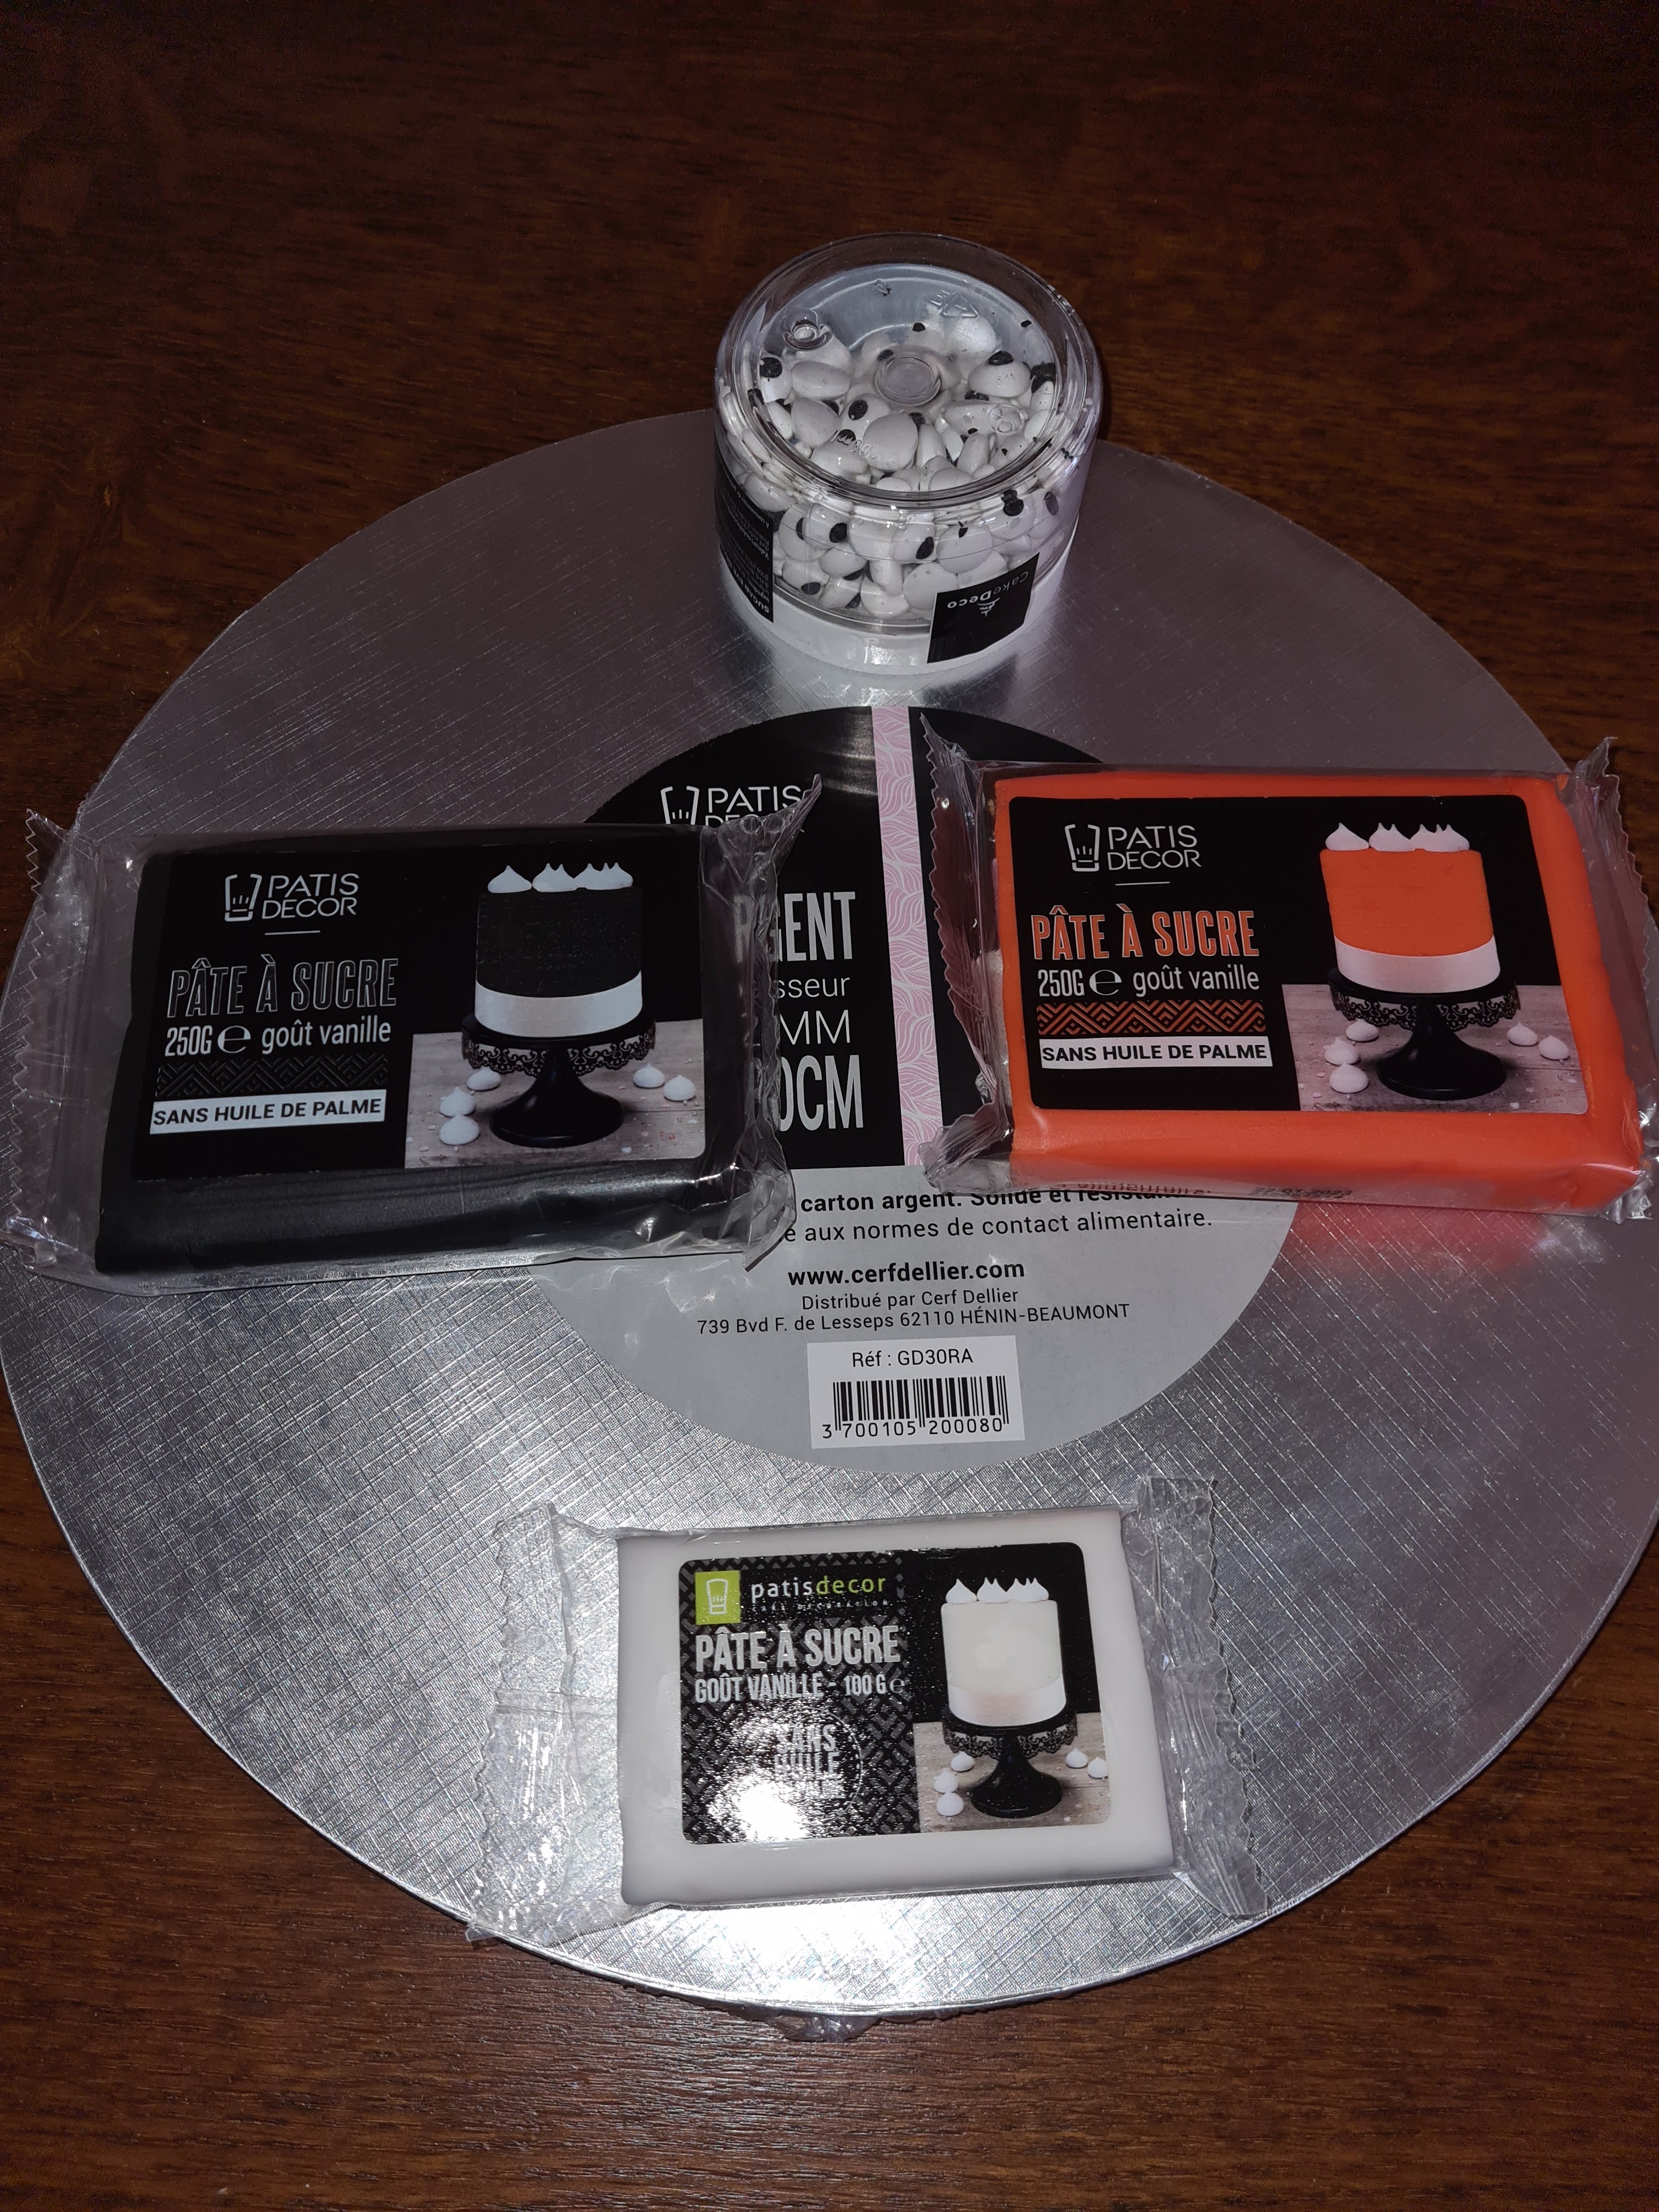 CakeDeco
PATIS
DECOR
PÂTE À SUCRE
250G e goût vanille
SANS HUILE DE PALME
PATIS
GENT
sseur
MM
0CM
PATIS
DECOR
PÂTE À SUCRE
250G e goût vanille
SANS HUILE DE PALME
carton argent. Solide et
e aux normes de contact alimentaire.
www.cerfdellier.com
Distribué par Cerf Dellier
739 Bvd F. de Lesseps 62110 HÉNIN-BEAUMONT
Réf : GD30RA
3 700105 200080
patisdecor
PÂTE À SUCRE
GOÛT VANILLE - 100 G e
SANS
HUILE